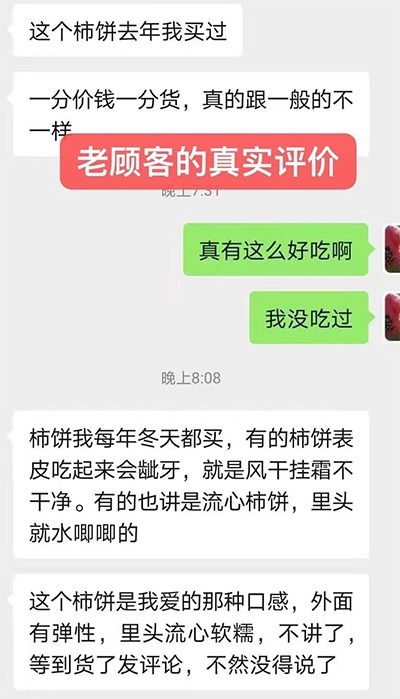 这个柿饼去年我买过
一分价钱一分货，真的跟一般的不
一样
老顾客的真实评价
晚上7:31
真有这么好吃啊
我没吃过
晚上8:08
柿饼我每年冬天都买，有的柿饼表
皮吃起来会龇牙，就是风干挂霜不
干净。有的也讲是流心柿饼，里头
就水唧唧的
这个柿饼是我爱的那种口感，外面
有弹性，里头流心软糯，不讲了，
等到货了发评论，不然没得说了